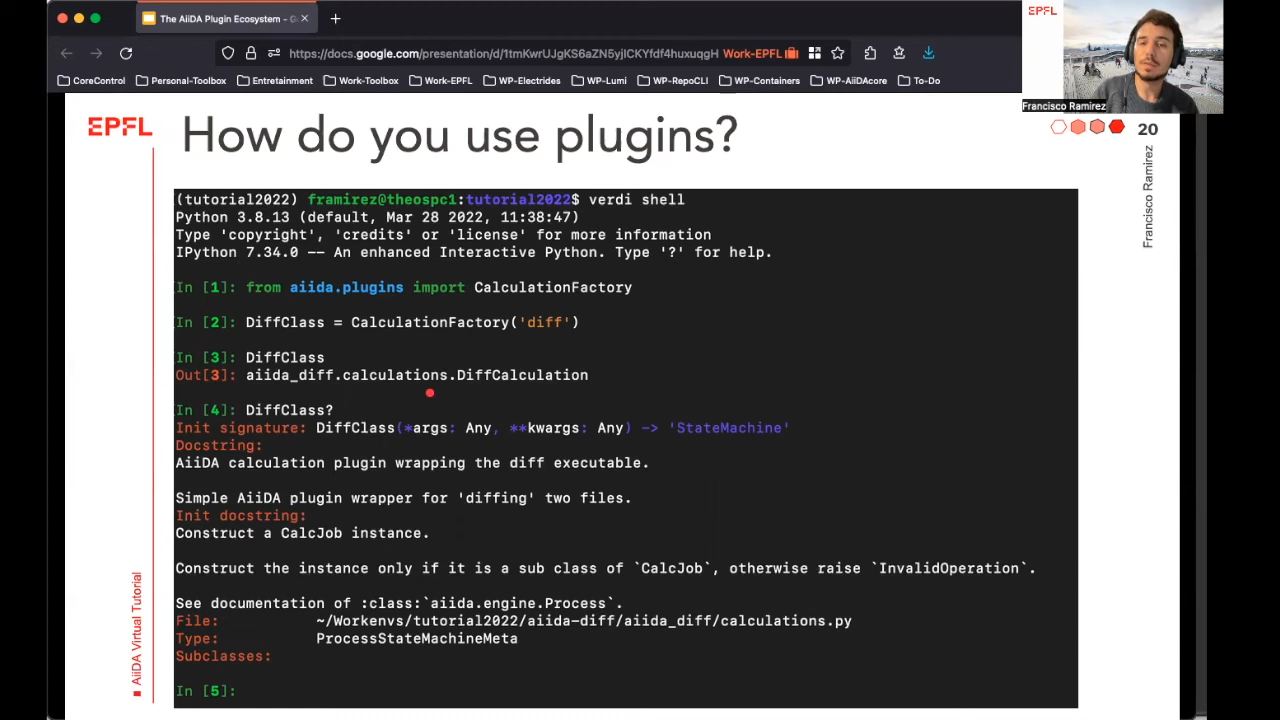 The AiiDA Plugin Ecosystem - G
https://docs.google.com/presentation/d/1tmKwrUJgKS6aZN5yjICKYfdf4huxuqgH Work-EPFL
CoreControl Personal-Toolbox Entretainment Work-Toolbox Work-EPFL WP-Electrides WP-Lumi WP-RepoCLI WP-Containers WP-AiiDAcore To-Do
EPFL
Francisco Ramirez
EPFL
How do you use plugins?
20
Francisco Ramirez
(tutorial2022) framirez@theospc1:tutorial2022$ verdi shell
Python 3.8.13 (default, Mar 28 2022, 11:38:47)
Type 'copyright', 'credits' or 'license' for more information
IPython 7.34.0 -- An enhanced Interactive Python. Type '?' for help.
In [1]: from aiida.plugins import CalculationFactory
In [2]: DiffClass = CalculationFactory('diff')
In [3]: DiffClass
Out[3]: aiida_diff.calculations.DiffCalculation
In [4]: DiffClass?
Init signature: DiffClass(*args: Any, **kwargs: Any) -> 'StateMachine'
Docstring:
AiiDA calculation plugin wrapping the diff executable.
Simple AiiDA plugin wrapper for 'diffing' two files.
Init docstring:
Construct a CalcJob instance.
Construct the instance only if it is a sub class of `CalcJob`, otherwise raise `InvalidOperation`.
See documentation of :class:`aiida.engine.Process`.
File: ~/Workenvs/tutorial2022/aiida-diff/aiida_diff/calculations.py
Type: ProcessStateMachineMeta
Subclasses:
In [5]:
AiiDA Virtual Tutorial